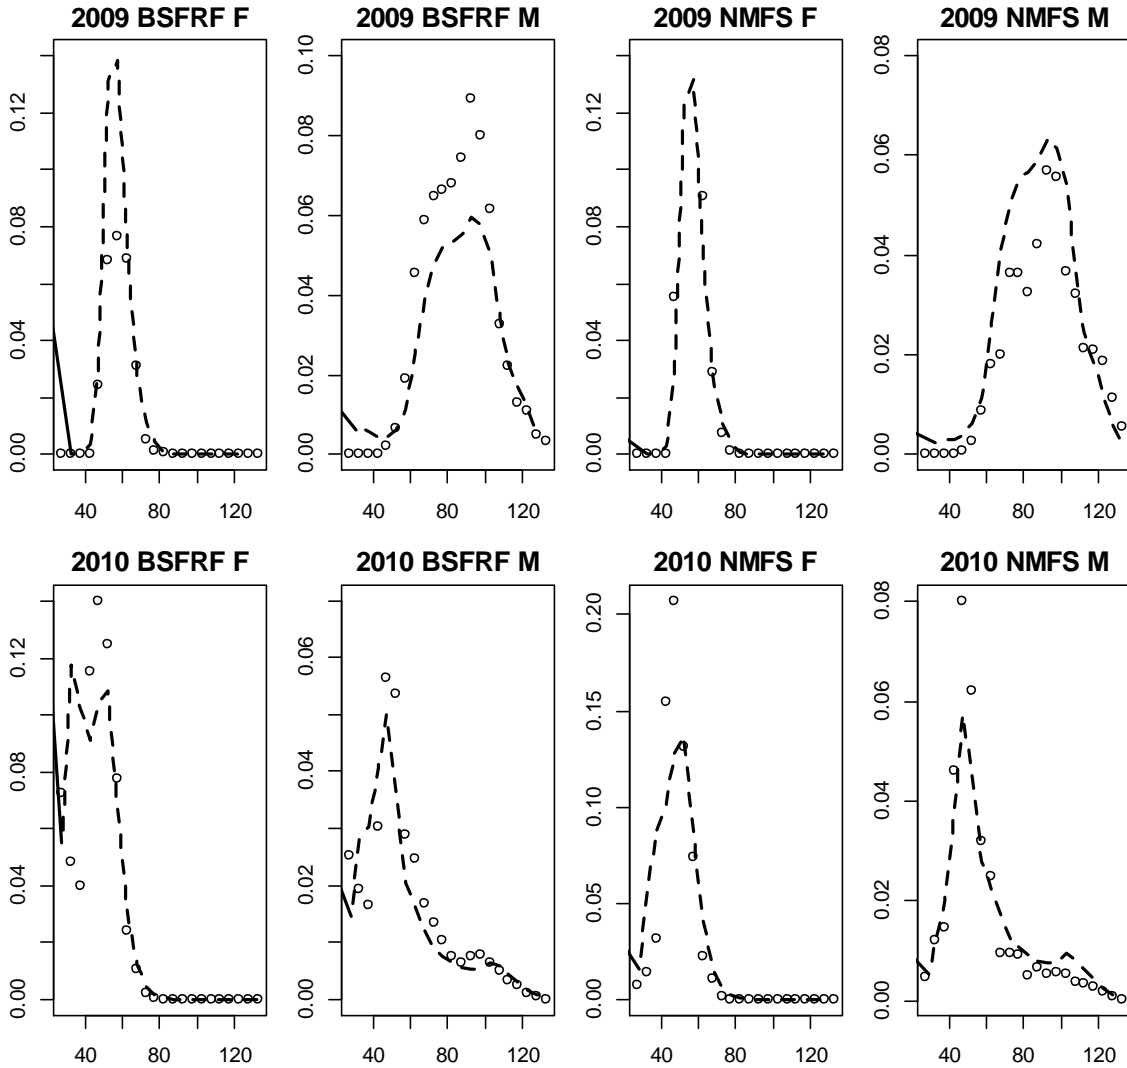 2009 BSFRF F
2009 BSFRF M
2009 NMFS F
2009 NMFS M
0.00 0.04 0.08 0.12
0.00 0.02 0.04 0.06 0.08 0.10
0.00 0.04 0.08 0.12
0.00 0.02 0.04 0.06 0.08
40 80 120
40 80 120
40 80 120
40 80 120
2010 BSFRF F
2010 BSFRF M
2010 NMFS F
2010 NMFS M
0.00 0.04 0.08 0.12
0.00 0.02 0.04 0.06
0.00 0.05 0.10 0.15 0.20
0.00 0.02 0.04 0.06 0.08
40 80 120
40 80 120
40 80 120
40 80 120